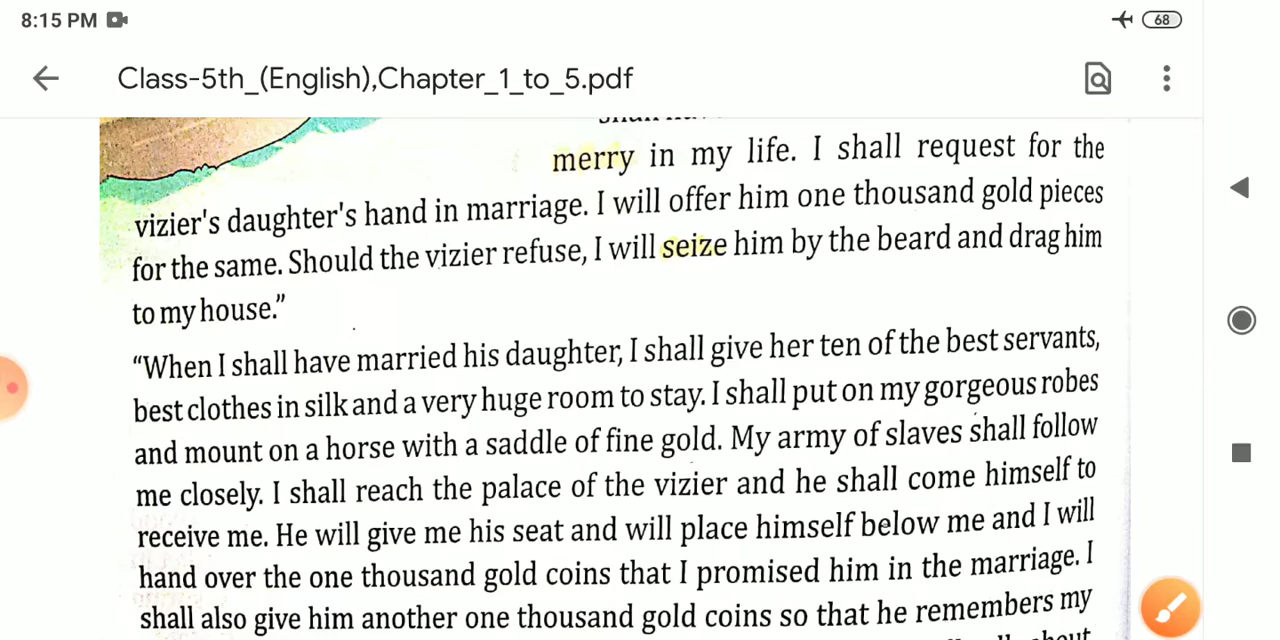 8:15 PM
68
Class-5th_(English),Chapter_1_to_5.pdf
merry in my life. I shall request for the
vizier's daughter's hand in marriage. I will offer him one thousand gold pieces
for the same. Should the vizier refuse, I will seize him by the beard and drag him
to my house.”
“When I shall have married his daughter, I shall give her ten of the best servants,
best clothes in silk and a very huge room to stay. I shall put on my gorgeous robes
and mount on a horse with a saddle of fine gold. My army of slaves shall follow
me closely. I shall reach the palace of the vizier and he shall come himself to
receive me. He will give me his seat and will place himself below me and I will
hand over the one thousand gold coins that I promised him in the marriage. I
shall also give him another one thousand gold coins so that he remembers my
about